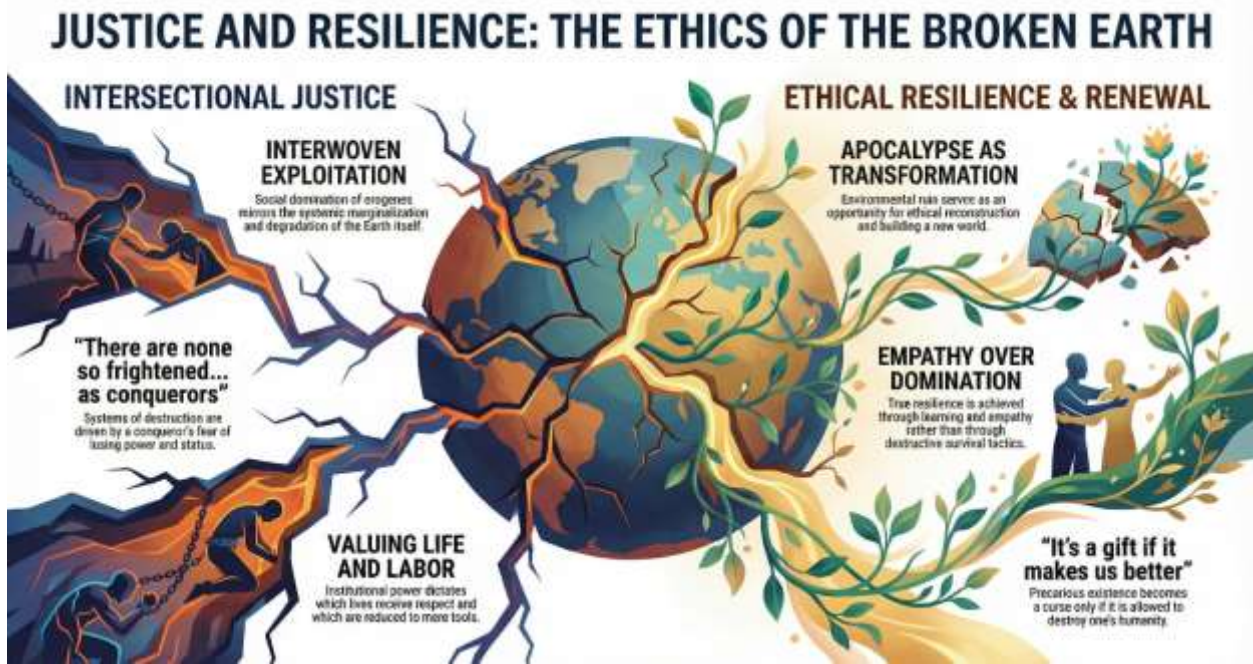 JUSTICE AND RESILIENCE: THE ETHICS OF THE BROKEN EARTH
INTERSECTIONAL JUSTICE
INTERWOVEN
EXPLOITATION
Social domination of erogenes
mirrors the systemic marginalization
and degradation of the Earth itself.
"There are none
so frightened...
as conquerors"
Systems of destruction are
driven by a conqueror's fear of
losing power and status.
VALUING LIFE
AND LABOR
Institutional power dictates
which lives receive respect and
which are reduced to mere tools.
ETHICAL RESILIENCE & RENEWAL
APOCALYPSE AS
TRANSFORMATION
Environmental ruin serve as an
opportunity for ethical reconstruction
and building a new world.
EMPATHY OVER
DOMINATION
True resilience is achieved
through learning and empathy
rather than through
destructive survival tactics.
"It's a gift if it
makes us better"
Precarious existence becomes
a curse only if it is allowed to
destroy one's humanity.